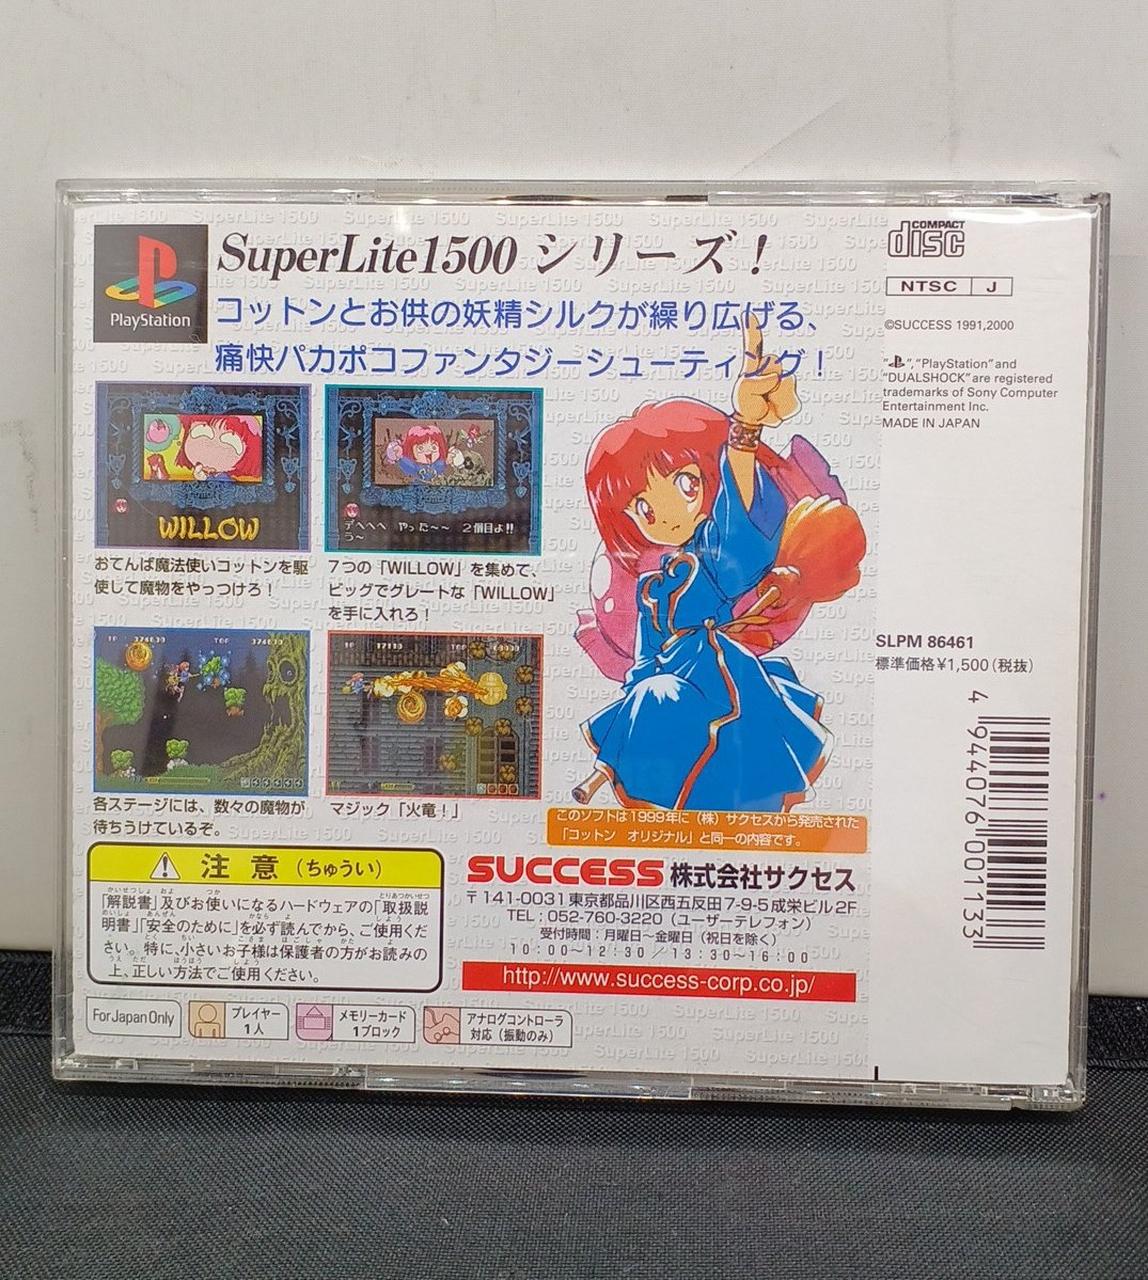 PlayStation
SuperLite1500 シリーズ！
コットンとお供の妖精シルクが繰り広げる、
痛快パカポコファンタジーシューティング！
WILLOW
デヘヘヘ やった～～ 2個目よ!!
う～
おてんば魔法使いコットンを駆
使して魔物をやっつけろ！
7つの「WILLOW」を集めて、
ビッグでグレートな「WILLOW」
を手に入れろ！
各ステージには、数々の魔物が
待ちうけているぞ。
マジック「火竜！」
このソフトは1999年に（株）サクセスから発売された
「コットン オリジナル」と同一の内容です。
注意（ちゅうい）
「解説書」及びお使いになるハードウェアの「取扱説
明書」「安全のために」を必ず読んでから、ご使用くだ
さい。特に、小さいお子様は保護者の方がお読みの
上、正しい方法でご使用ください。
SUCCESS 株式会社サクセス
〒141-0031 東京都品川区西五反田7-9-5成栄ビル2F
TEL：052-760-3220（ユーザーテレフォン）
受付時間：月曜日～金曜日（祝日を除く）
10:00～12:30／13:30～16:00
http://www.success-corp.co.jp/
For Japan Only
プレイヤー
1人
メモリーカード
1ブロック
アナログコントローラ
対応（振動のみ）
COMPACT
disc
NTSC J
©SUCCESS 1991,2000
" ", "PlayStation" and
"DUALSHOCK" are registered
trademarks of Sony Computer
Entertainment Inc.
MADE IN JAPAN
SLPM 86461
標準価格¥1,500（税抜）
4 944076 001133